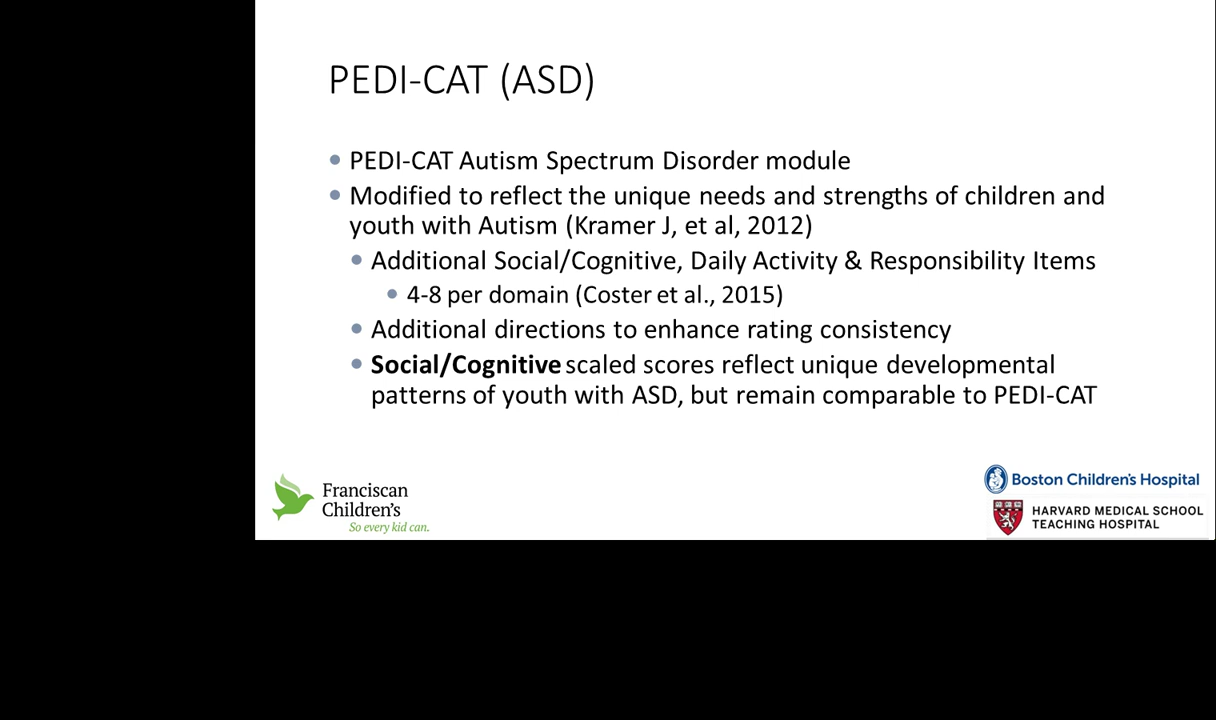 PEDI-CAT (ASD)
• PEDI-CAT Autism Spectrum Disorder module
• Modified to reflect the unique needs and strengths of children and
youth with Autism (Kramer J, et al, 2012)
• Additional Social/Cognitive, Daily Activity & Responsibility Items
• 4-8 per domain (Coster et al., 2015)
• Additional directions to enhance rating consistency
• Social/Cognitive scaled scores reflect unique developmental
patterns of youth with ASD, but remain comparable to PEDI-CAT
Franciscan
Children's
So every kid can.
Boston Children's Hospital
HARVARD MEDICAL SCHOOL
TEACHING HOSPITAL